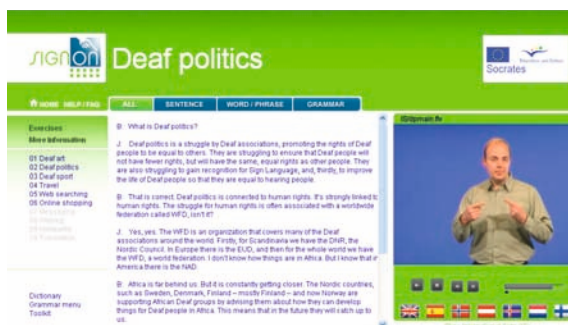 SIGNON
Deaf politics
Socrates
HOME HELP / FAQ
ALL
SENTENCE
WORD / PHRASE
GRAMMAR
Exercises
More Information
01 Deaf art
02 Deaf politics
03 Deaf sport
04 Travel
05 Web searching
06 Online shopping
B: What is Deaf politics?
J: Deaf politics is a struggle by Deaf associations, promoting the rights of Deaf
people to be equal to others. They are struggling to ensure that Deaf people will
not have fewer rights, but will have the same, equal rights as other people. They
are also struggling to gain recognition for Sign Language, and, thirdly, to improve
the life of Deaf people so that they are equal to hearing people.
B: That is correct. Deaf politics is connected to human rights. It's strongly linked to
human rights. The struggle for human rights is often associated with a worldwide
federation called WFD, isn't it?
J: Yes, yes. The WFD is an organization that covers many of the Deaf
associations around the world. Firstly, for Scandinavia we have the DNR, the
Nordic Council. In Europe there is the EUD, and then for the whole world we have
the WFD, a world federation. I don't know how things are in Africa. But I know that in
America there is the NAD.
B: Africa is far behind us. But it is constantly getting closer. The Nordic countries,
such as Sweden, Denmark, Finland – mostly Finland – and now Norway are
supporting African Deaf groups by advising them about how they can develop
things for Deaf people in Africa. This means that in the future they will catch up to
us.
Dictionary
Grammar menu
Toolkit